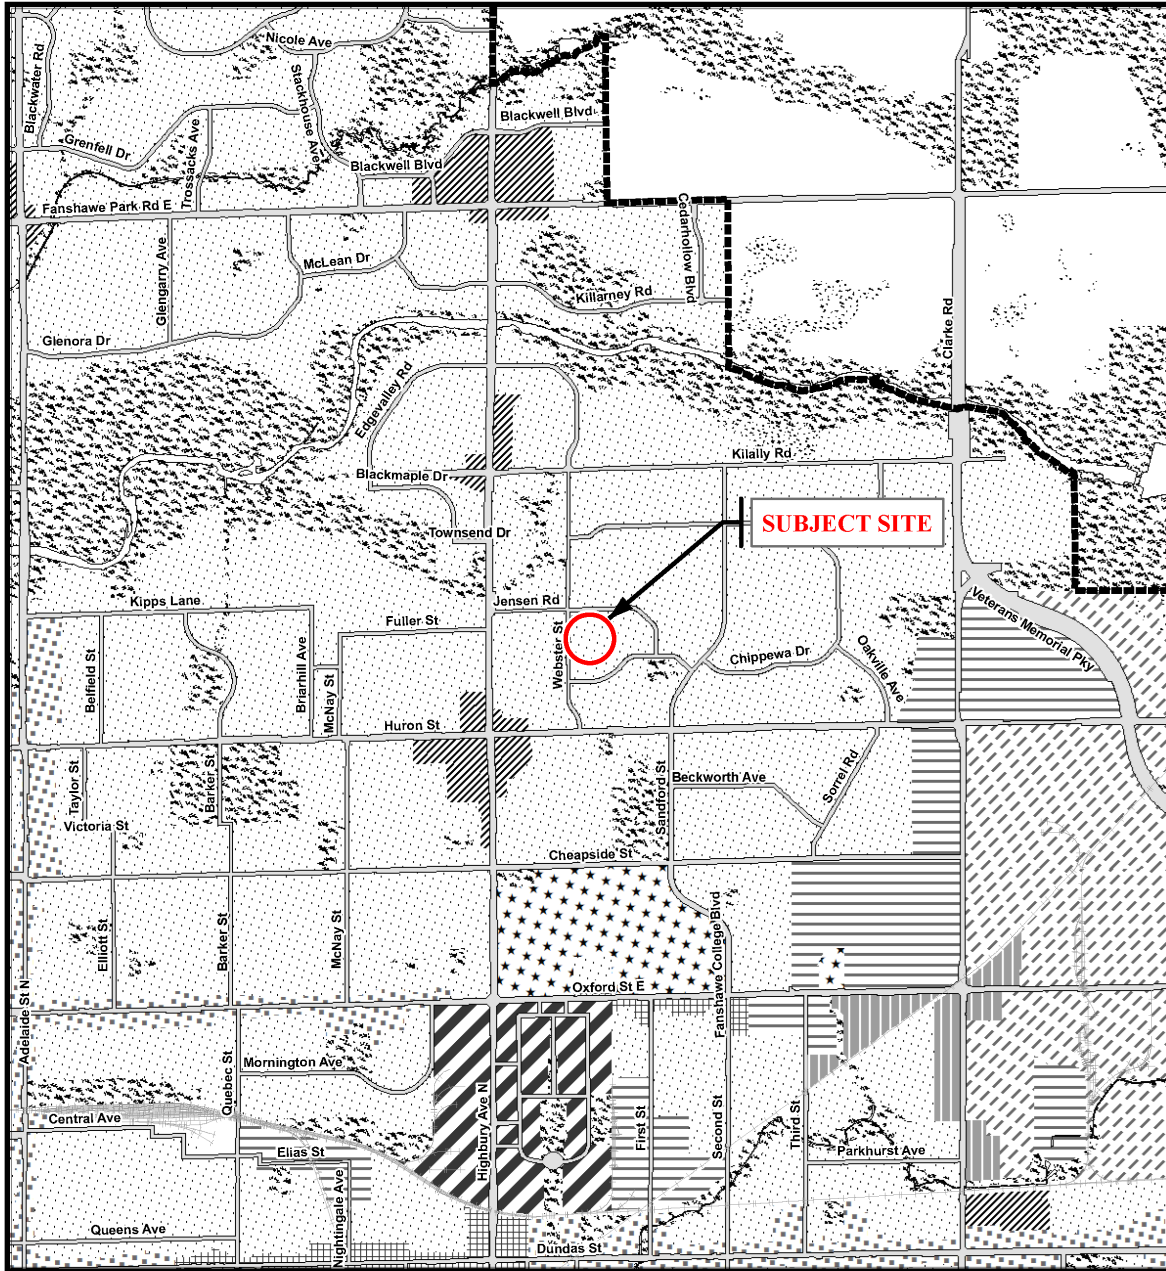 Nicole Ave
Blackwater Rd
Stackhouse Ave
Blackwell Blvd
Grenfell Dr
Trossacks Ave
Blackwell Blvd
Fanshawe Park Rd E
Cedarhollow Blvd
Glengarry Ave
McLean Dr
Killarney Rd
Clarke Rd
Glenora Dr
Edgevalley Rd
Kilally Rd
Blackmaple Dr
SUBJECT SITE
Townsend Dr
Kipps Lane
Jensen Rd
Veterans Memorial Pky
Fuller St
Webster St
Belfield St
Briarhill Ave
McNay St
Chippewa Dr
Oakville Ave
Huron St
Taylor St
Barker St
Sandford St
Beckworth Ave
Sorrel Rd
Victoria St
Cheapside St
Elliott St
Barker St
McNay St
Fanshawe College Blvd
Oxford St E
Adelaide St N
Mornington Ave
Quebec St
Central Ave
Highbury Ave N
First St
Second St
Third St
Elias St
Parkhurst Ave
Nightingale Ave
Queens Ave
Dundas St